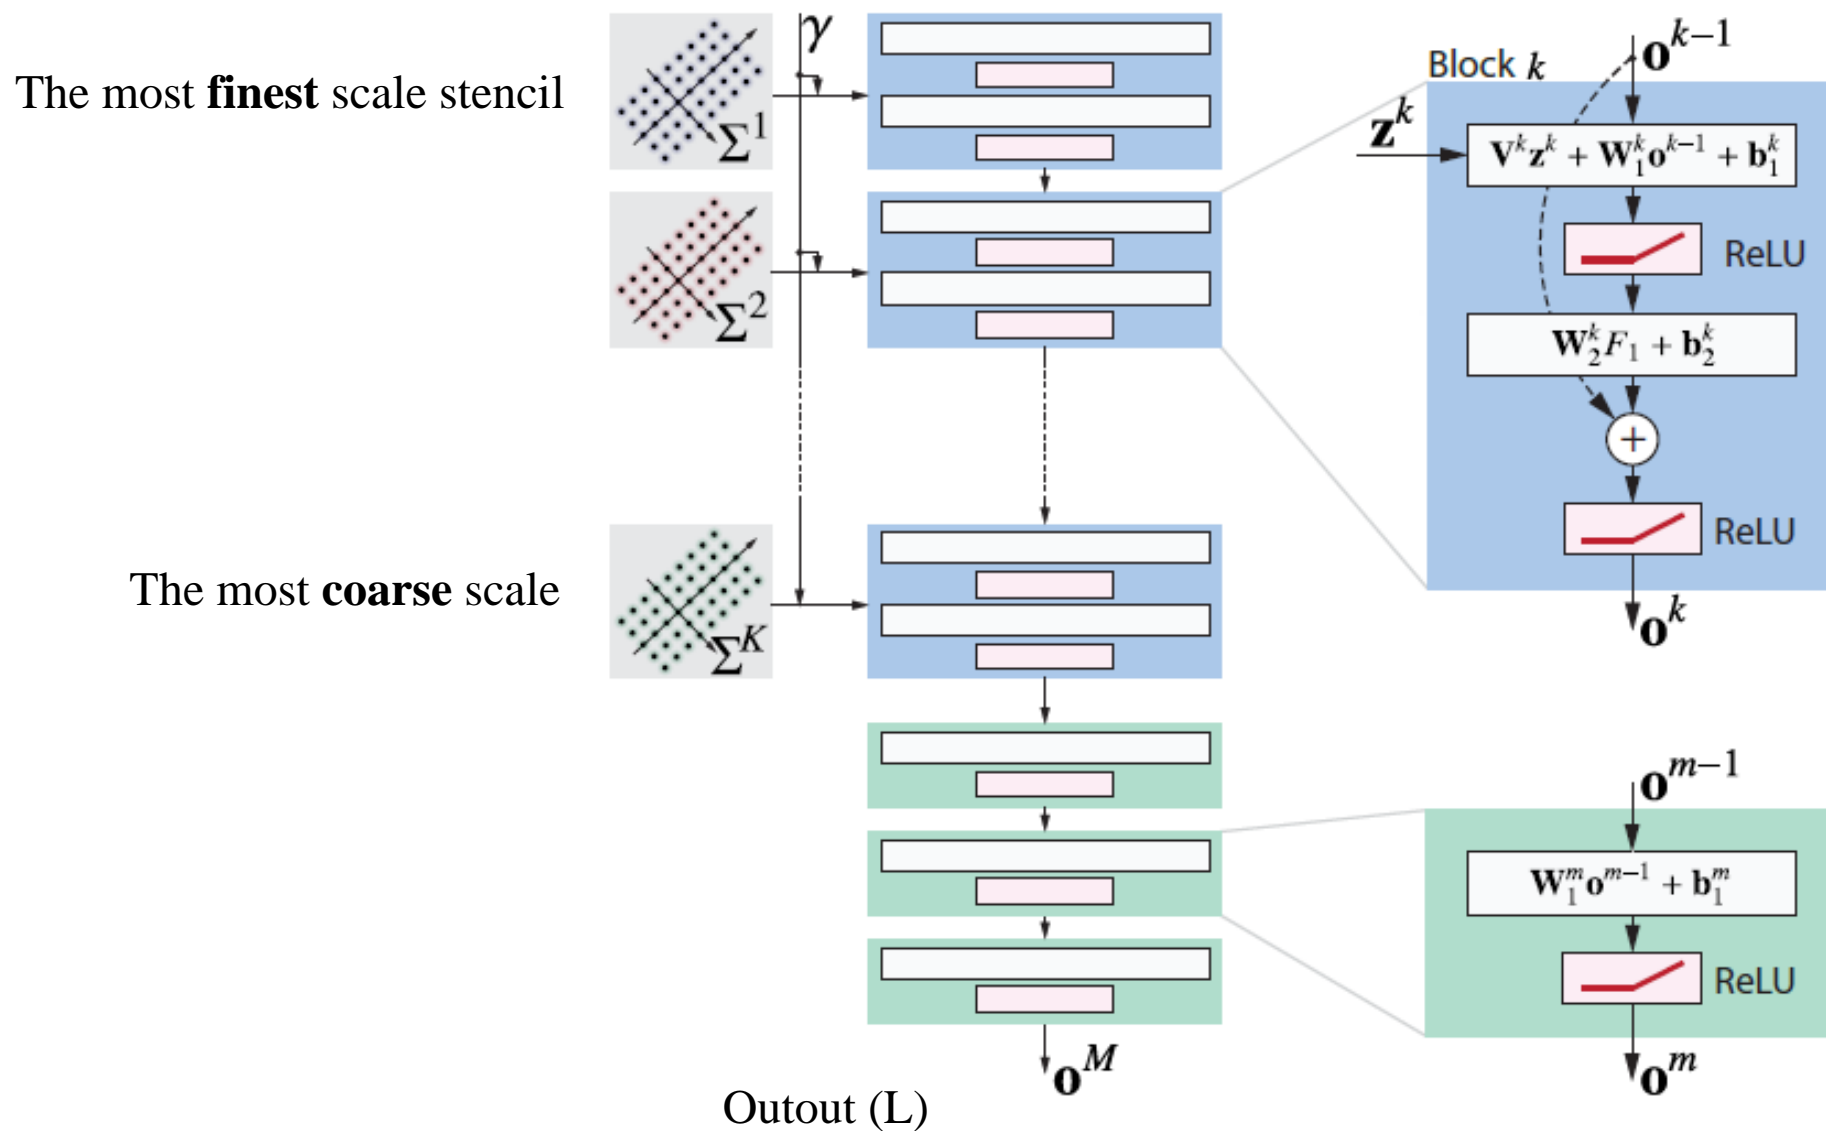 γ
The most finest scale stencil
Σ¹
Σ²
The most coarse scale
Σᴷ
oᴹ
Outout (L)
Block k
oᵏ⁻¹
zᵏ
Vᵏzᵏ + W₁ᵏoᵏ⁻¹ + b₁ᵏ
ReLU
W₂ᵏF₁ + b₂ᵏ
+
ReLU
oᵏ
oᵐ⁻¹
W₁ᵐoᵐ⁻¹ + b₁ᵐ
ReLU
oᵐ